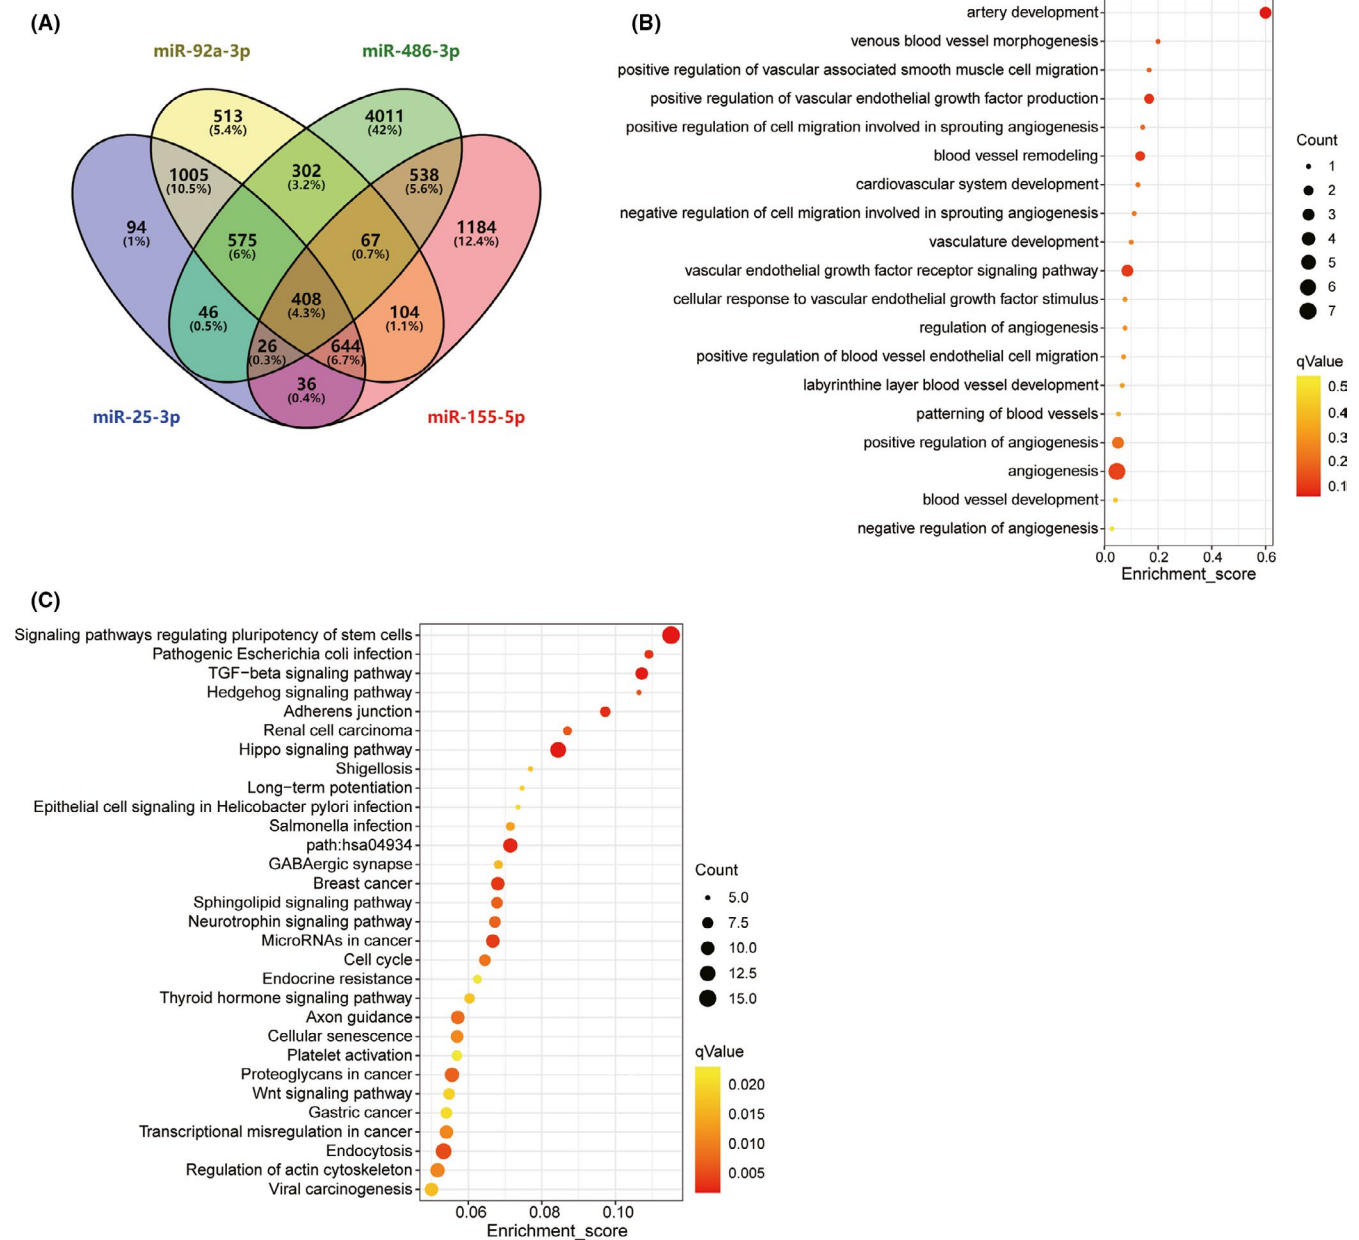 (A)
miR-92a-3p
miR-486-3p
513
(5.4%)
4011
(42%)
1005
(10.5%)
302
(3.2%)
538
(5.6%)
94
(1%)
575
(6%)
67
(0.7%)
1184
(12.4%)
408
(4.3%)
46
(0.5%)
104
(1.1%)
26
(0.3%)
644
(6.7%)
36
(0.4%)
miR-25-3p
miR-155-5p
(B)
artery development
venous blood vessel morphogenesis
positive regulation of vascular associated smooth muscle cell migration
positive regulation of vascular endothelial growth factor production
positive regulation of cell migration involved in sprouting angiogenesis
blood vessel remodeling
cardiovascular system development
negative regulation of cell migration involved in sprouting angiogenesis
vasculature development
vascular endothelial growth factor receptor signaling pathway
cellular response to vascular endothelial growth factor stimulus
regulation of angiogenesis
positive regulation of blood vessel endothelial cell migration
labyrinthine layer blood vessel development
patterning of blood vessels
positive regulation of angiogenesis
angiogenesis
blood vessel development
negative regulation of angiogenesis
0.0 0.2 0.4 0.6
Enrichment_score
Count
1
2
3
4
5
6
7
qValue
0.5
0.4
0.3
0.2
0.1
(C)
Signaling pathways regulating pluripotency of stem cells
Pathogenic Escherichia coli infection
TGF−beta signaling pathway
Hedgehog signaling pathway
Adherens junction
Renal cell carcinoma
Hippo signaling pathway
Shigellosis
Long−term potentiation
Epithelial cell signaling in Helicobacter pylori infection
Salmonella infection
path:hsa04934
GABAergic synapse
Breast cancer
Sphingolipid signaling pathway
Neurotrophin signaling pathway
MicroRNAs in cancer
Cell cycle
Endocrine resistance
Thyroid hormone signaling pathway
Axon guidance
Cellular senescence
Platelet activation
Proteoglycans in cancer
Wnt signaling pathway
Gastric cancer
Transcriptional misregulation in cancer
Endocytosis
Regulation of actin cytoskeleton
Viral carcinogenesis
0.06 0.08 0.10
Enrichment_score
Count
5.0
7.5
10.0
12.5
15.0
qValue
0.020
0.015
0.010
0.005